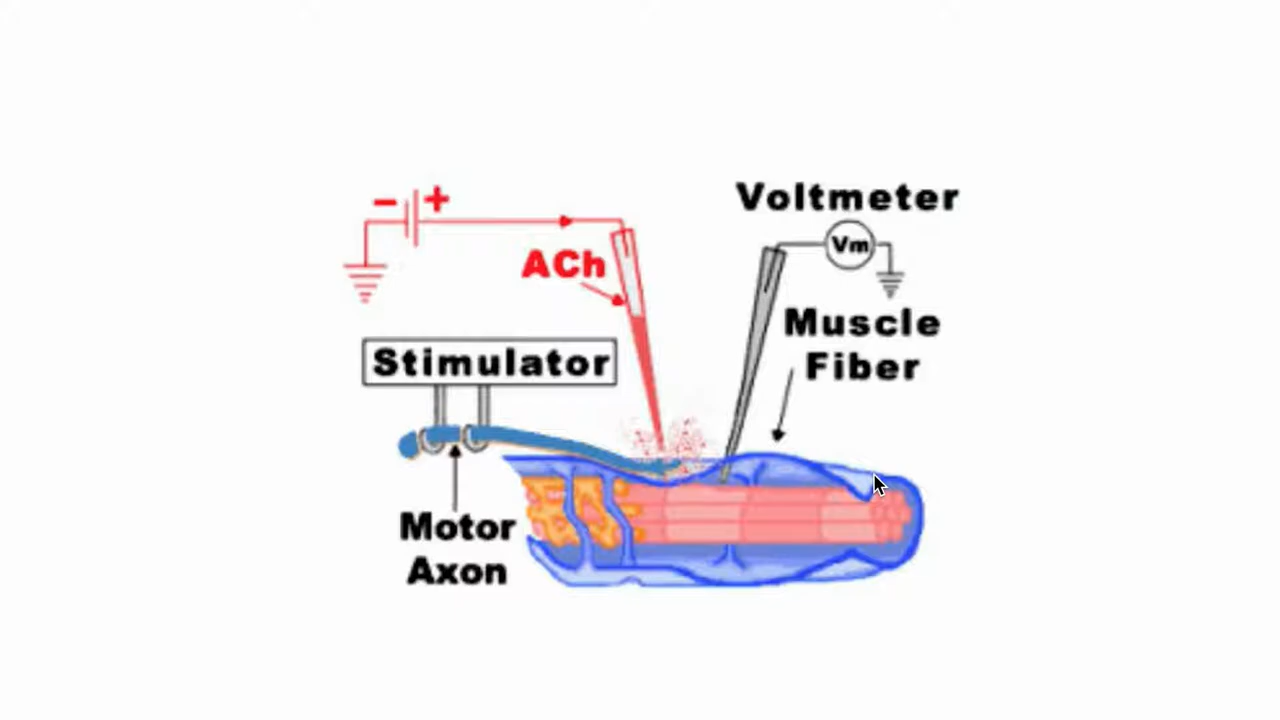 - +
Voltmeter
Vm
ACh
Muscle
Fiber
Stimulator
Motor
Axon